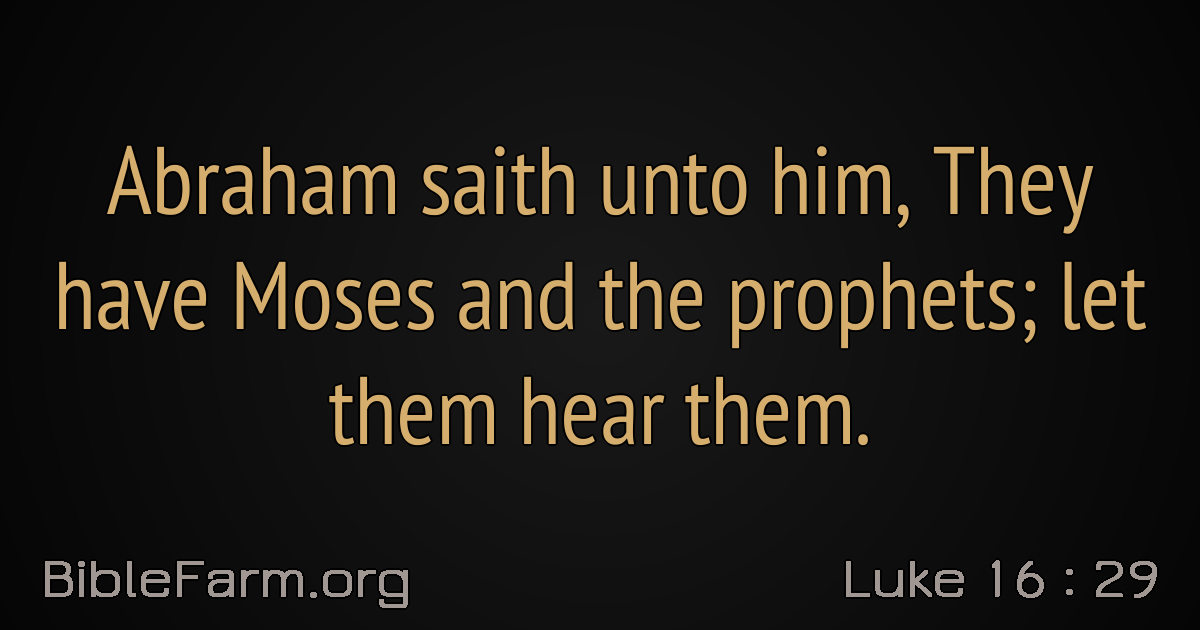 Abraham saith unto him, They
have Moses and the prophets; let
them hear them.
BibleFarm.org
Luke 16 : 29